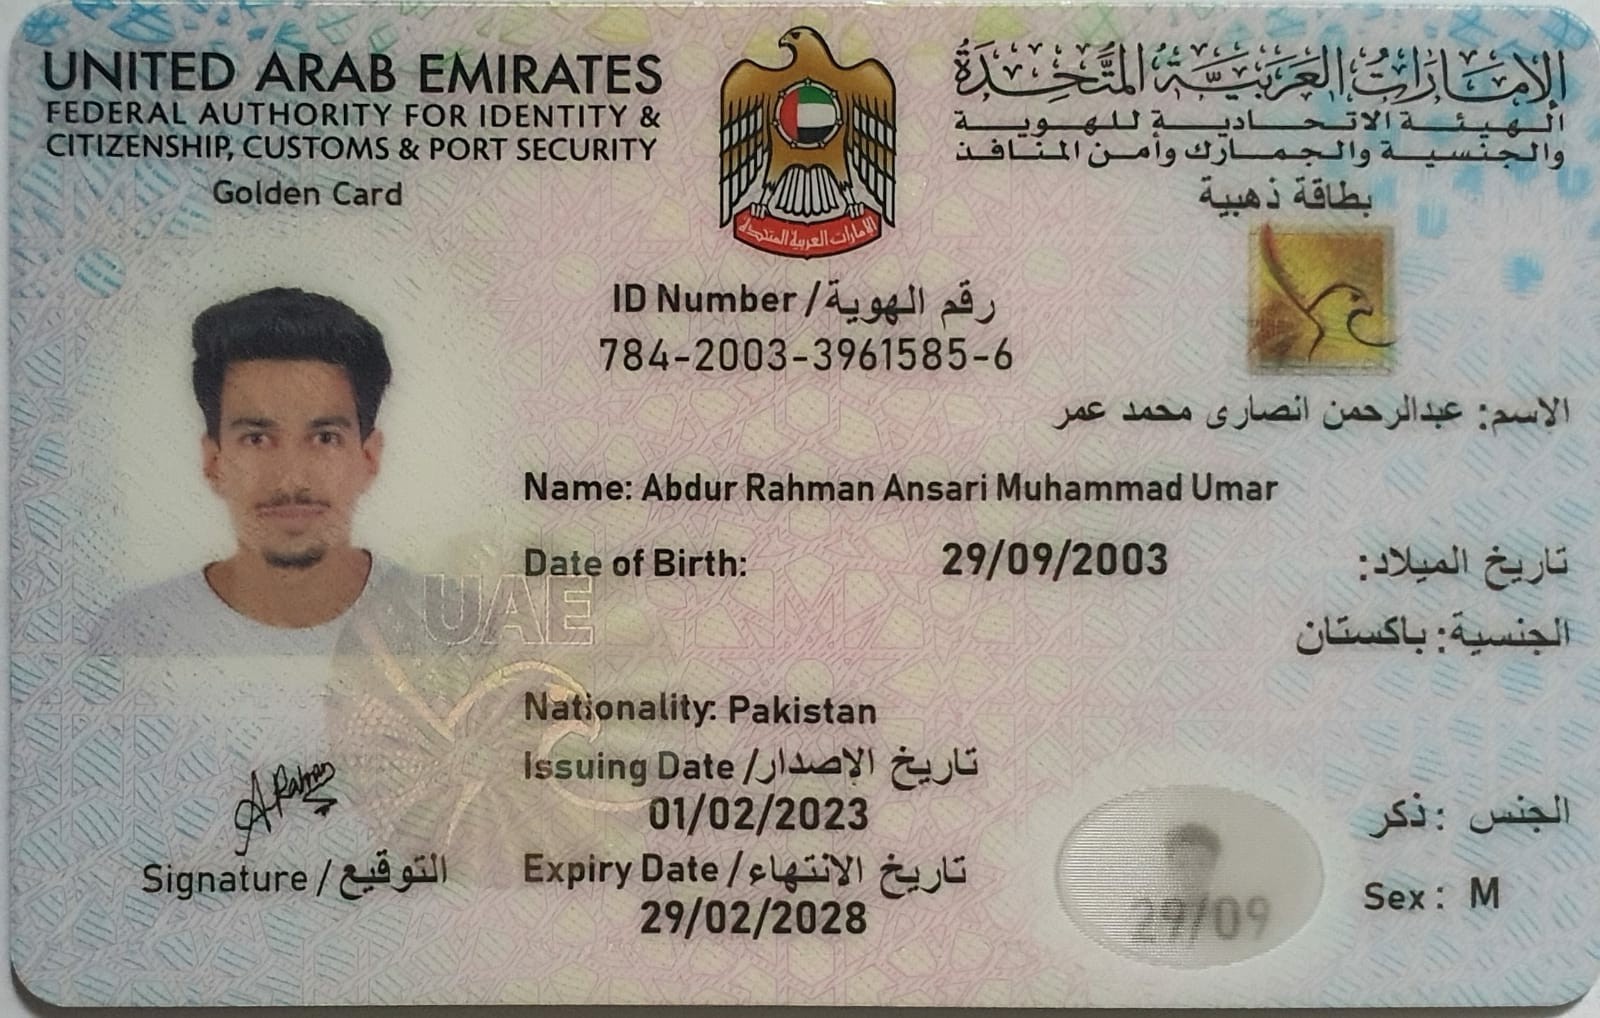 UNITED ARAB EMIRATES
الإمارات العربية المتحدة
FEDERAL AUTHORITY FOR IDENTITY &
الهيئة الاتحادية للهوية
CITIZENSHIP, CUSTOMS & PORT SECURITY
والجنسية والجمارك وأمن المنافذ
Golden Card
بطاقة ذهبية
الإمارات العربية المتحدة
ID Number / رقم الهوية
784-2003-3961585-6
الاسم: عبدالرحمن انصارى محمد عمر
Name: Abdur Rahman Ansari Muhammad Umar
Date of Birth: 29/09/2003 تاريخ الميلاد:
UAE
الجنسية: باكستان
Nationality: Pakistan
Issuing Date / تاريخ الإصدار
01/02/2023
Expiry Date / تاريخ الانتهاء
29/02/2028
A Rahman
Signature / التوقيع
29/09
الجنس : ذكر
Sex : M